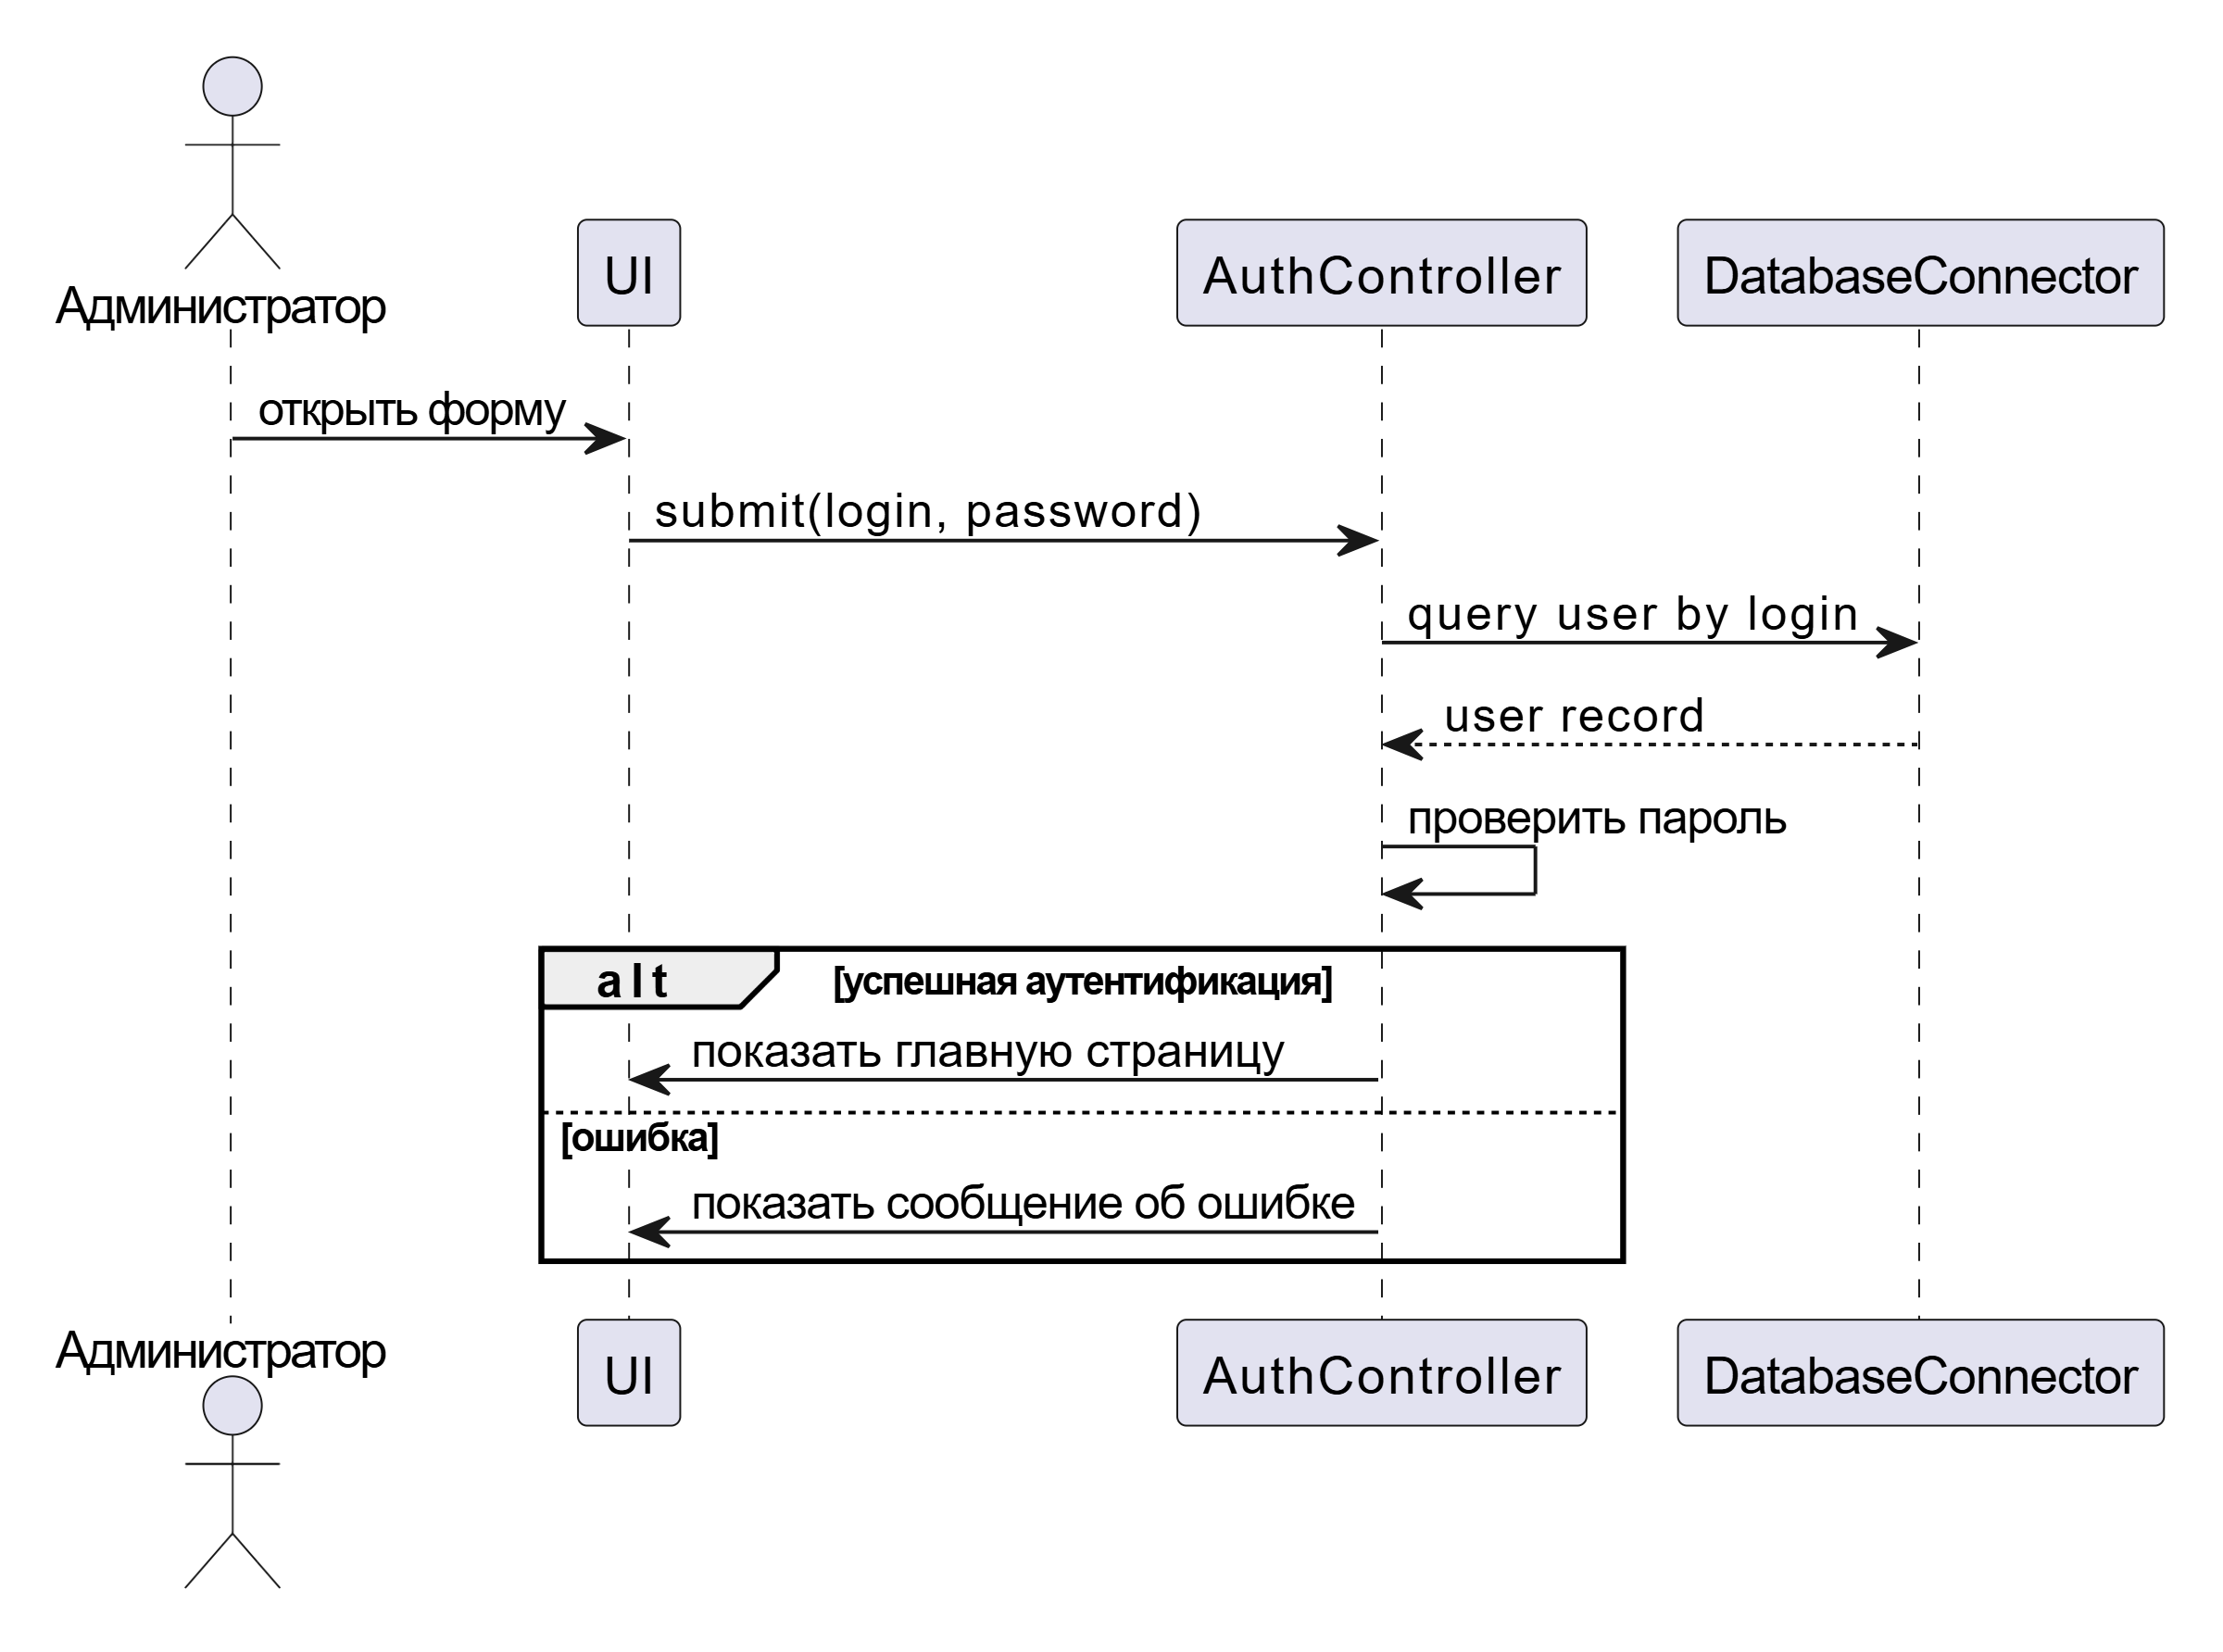 Администратор
UI
AuthController
DatabaseConnector
открыть форму
submit(login, password)
query user by login
user record
проверить пароль
alt
[успешная аутентификация]
показать главную страницу
[ошибка]
показать сообщение об ошибке
Администратор
UI
AuthController
DatabaseConnector